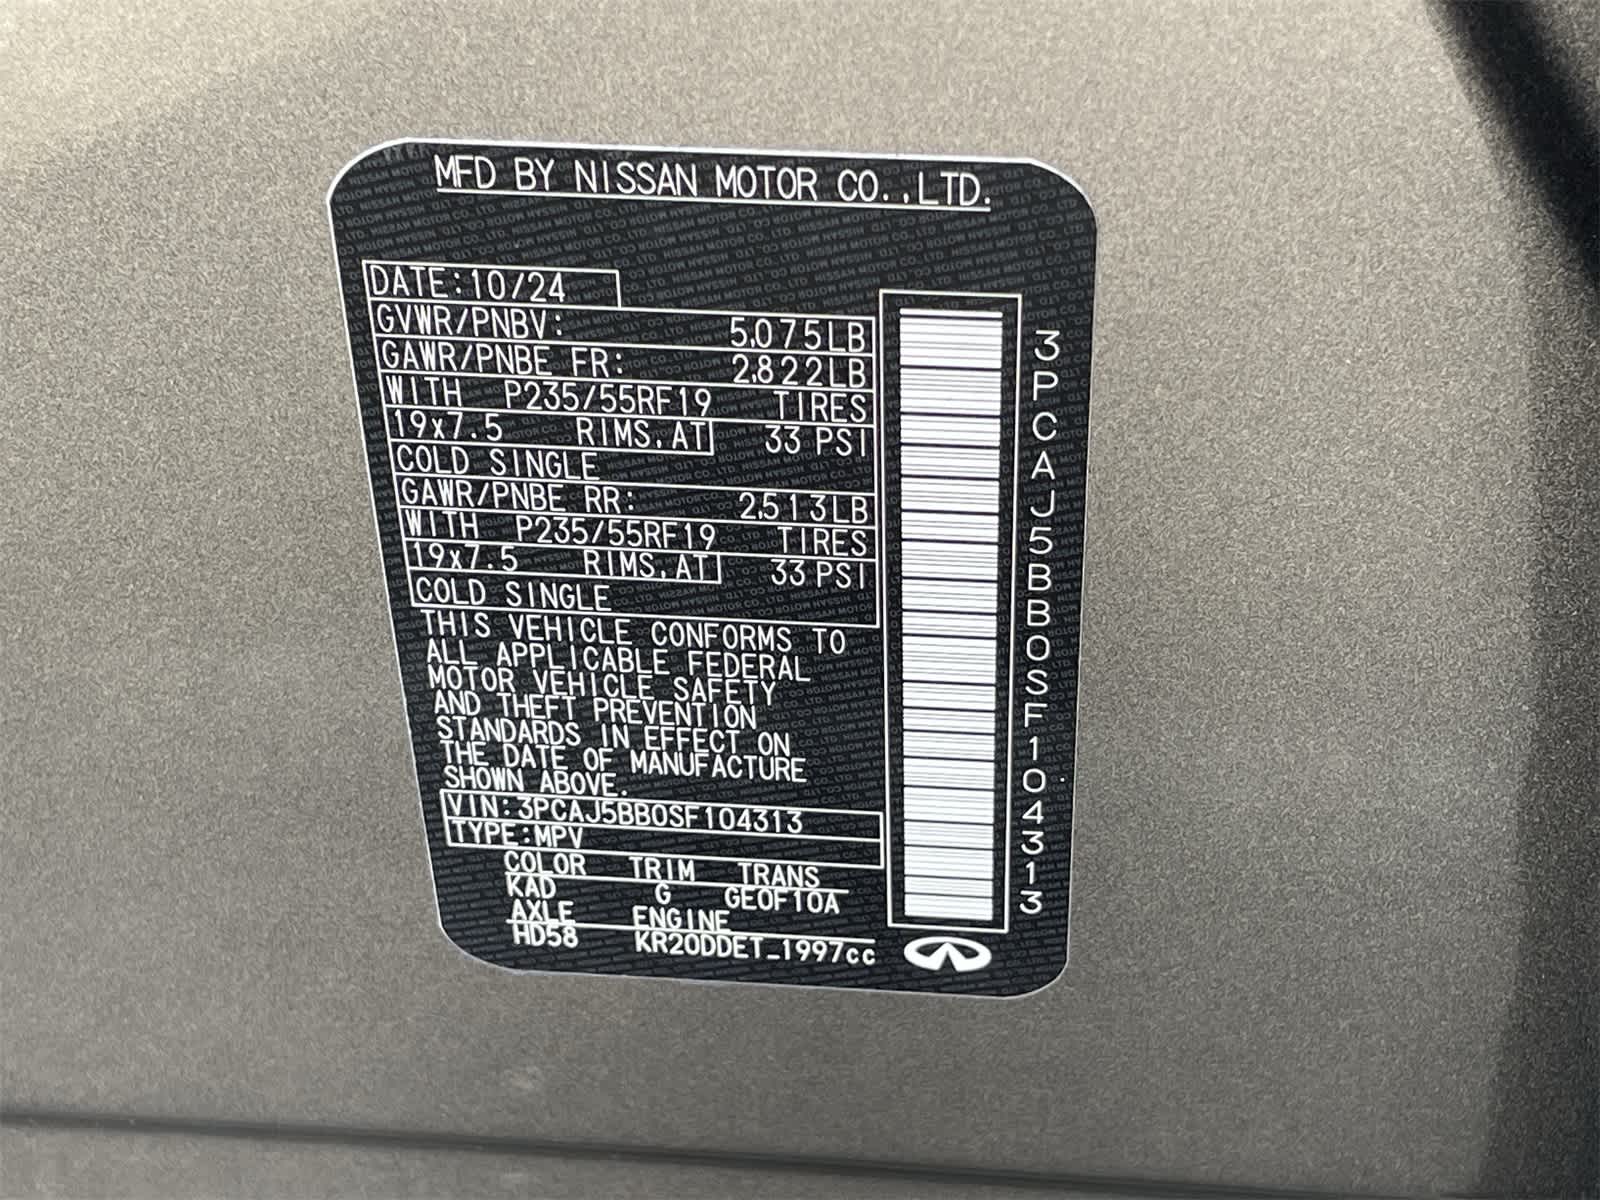 MFD BY NISSAN MOTOR CO.,LTD.
DATE:10/24
GVWR/PNBV: 5,075LB
GAWR/PNBE FR: 2,822LB
WITH P235/55RF19 TIRES
19x7.5 RIMS,AT 33 PSI
COLD SINGLE
GAWR/PNBE RR: 2,513LB
WITH P235/55RF19 TIRES
19x7.5 RIMS,AT 33 PSI
COLD SINGLE
THIS VEHICLE CONFORMS TO
ALL APPLICABLE FEDERAL
MOTOR VEHICLE SAFETY
AND THEFT PREVENTION
STANDARDS IN EFFECT ON
THE DATE OF MANUFACTURE
SHOWN ABOVE.
VIN:3PCAJ5BB0SF104313
TYPE:MPV
COLOR TRIM TRANS
KAD G GE0F10A
AXLE ENGINE
HD58 KR20DDET_1997cc
3PCAJ5BB0SF104313